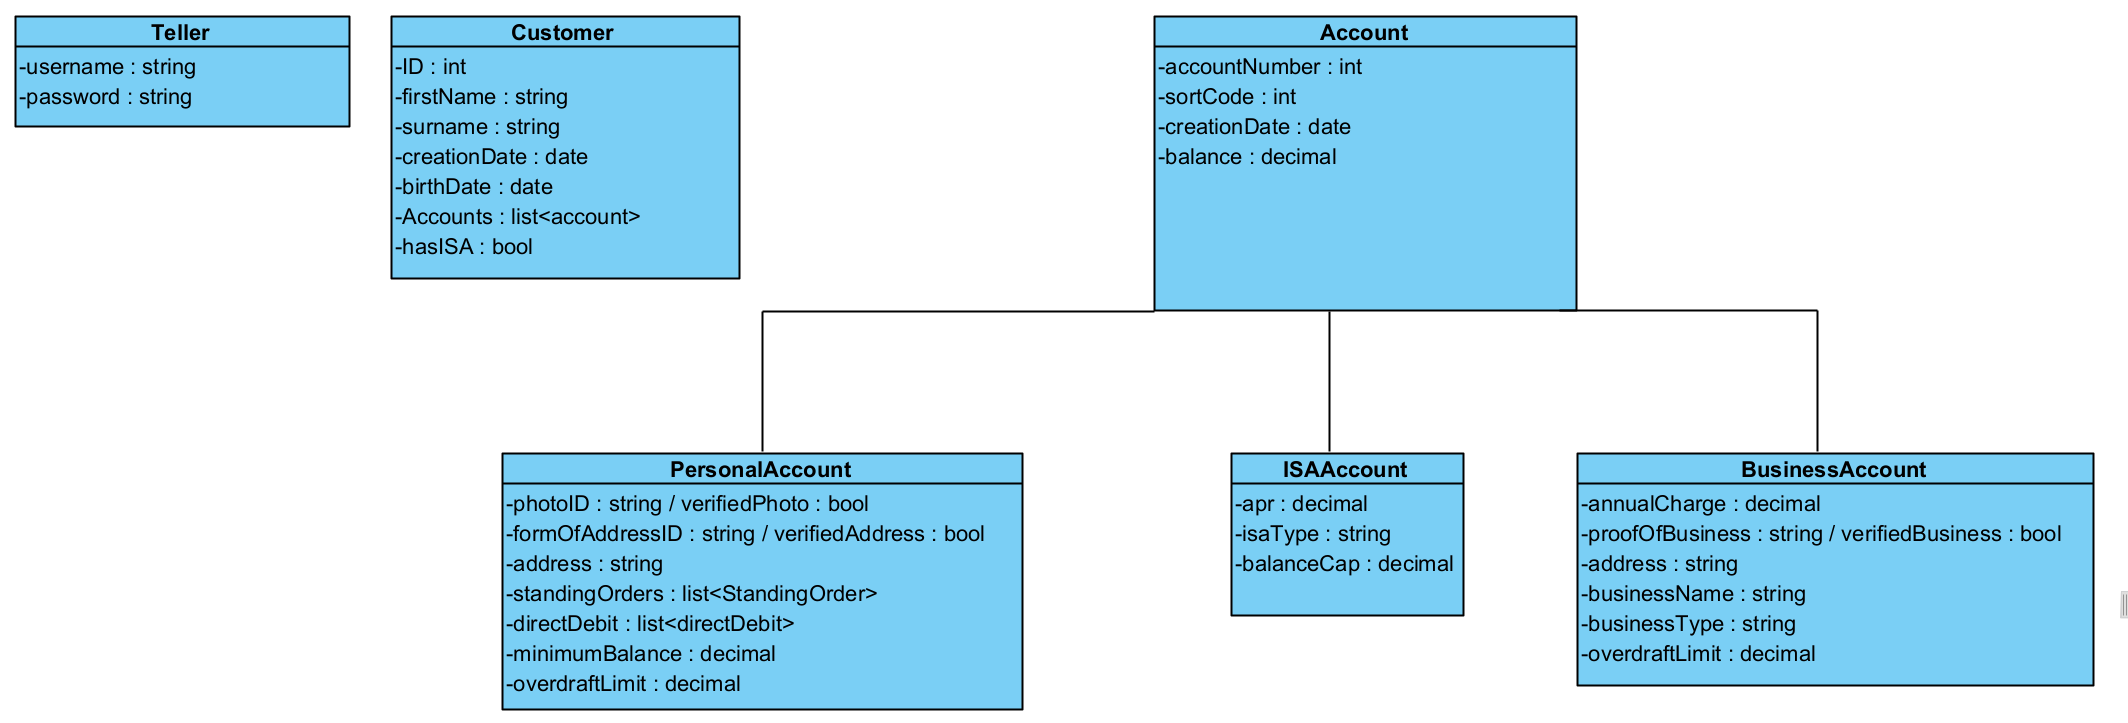 Teller
-username : string
-password : string
Customer
-ID : int
-firstName : string
-surname : string
-creationDate : date
-birthDate : date
-Accounts : list<account>
-hasISA : bool
Account
-accountNumber : int
-sortCode : int
-creationDate : date
-balance : decimal
PersonalAccount
-photoID : string / verifiedPhoto : bool
-formOfAddressID : string / verifiedAddress : bool
-address : string
-standingOrders : list<StandingOrder>
-directDebit : list<directDebit>
-minimumBalance : decimal
-overdraftLimit : decimal
ISAAccount
-apr : decimal
-isaType : string
-balanceCap : decimal
BusinessAccount
-annualCharge : decimal
-proofOfBusiness : string / verifiedBusiness : bool
-address : string
-businessName : string
-businessType : string
-overdraftLimit : decimal